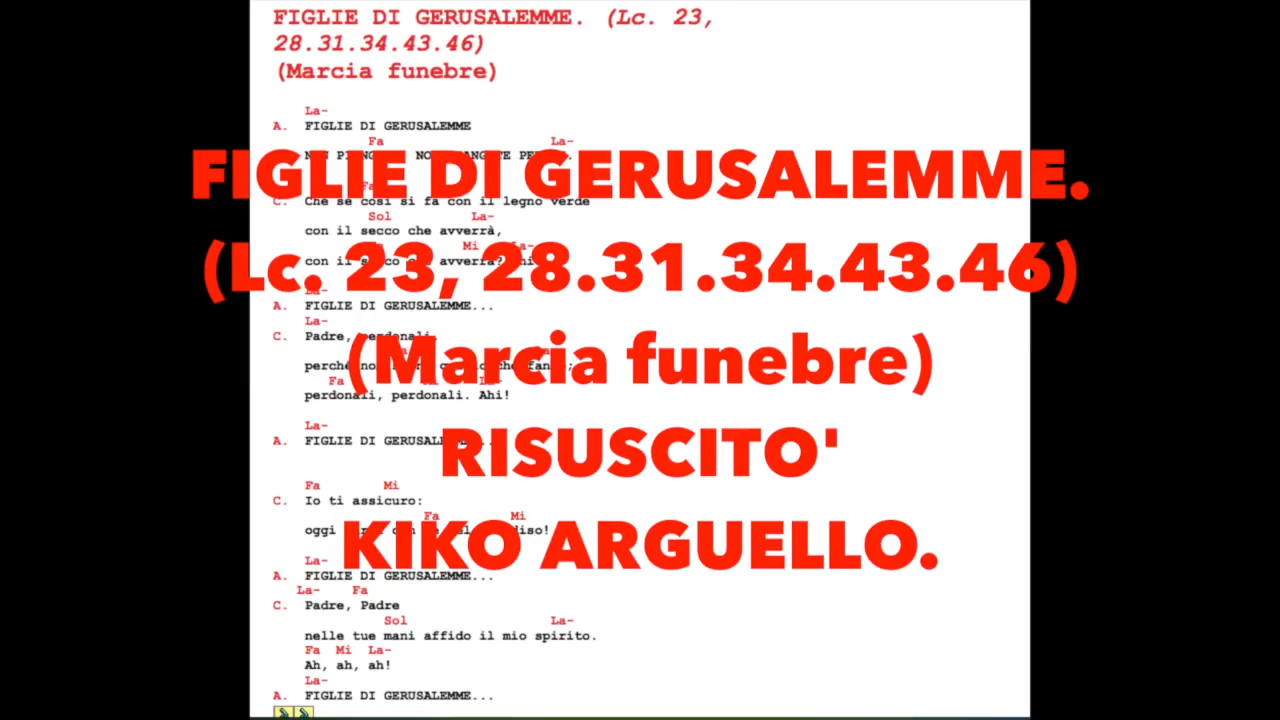 FIGLIE DI GERUSALEMME. (Lc. 23,
28.31.34.43.46)
(Marcia funebre)
La-
A. FIGLIE DI GERUSALEMME
Fa La-
FIGLIE DI GERUSALEMME.
C. Che se così si fa con il legno verde
Sol La-
con il secco che avverrà,
Mi La-
con il avverrà?
(Lc. 23, 28.31.34.43.46)
A. FIGLIE DI GERUSALEMME...
La-
C. Padre, perdonali,
(Marcia funebre)
perché
Fa
perdonali, perdonali. Ahi!
La-
A. FIGLIE DI GERUSALEMME...
RISUSCITO'
Fa Mi
C. Io ti assicuro:
Fa Mi
oggi
KIKO ARGUELLO.
La-
A. FIGLIE DI GERUSALEMME...
La- Fa
C. Padre, Padre
Sol La-
nelle tue mani affido il mio spirito.
Fa Mi La-
Ah, ah, ah!
La-
A. FIGLIE DI GERUSALEMME...